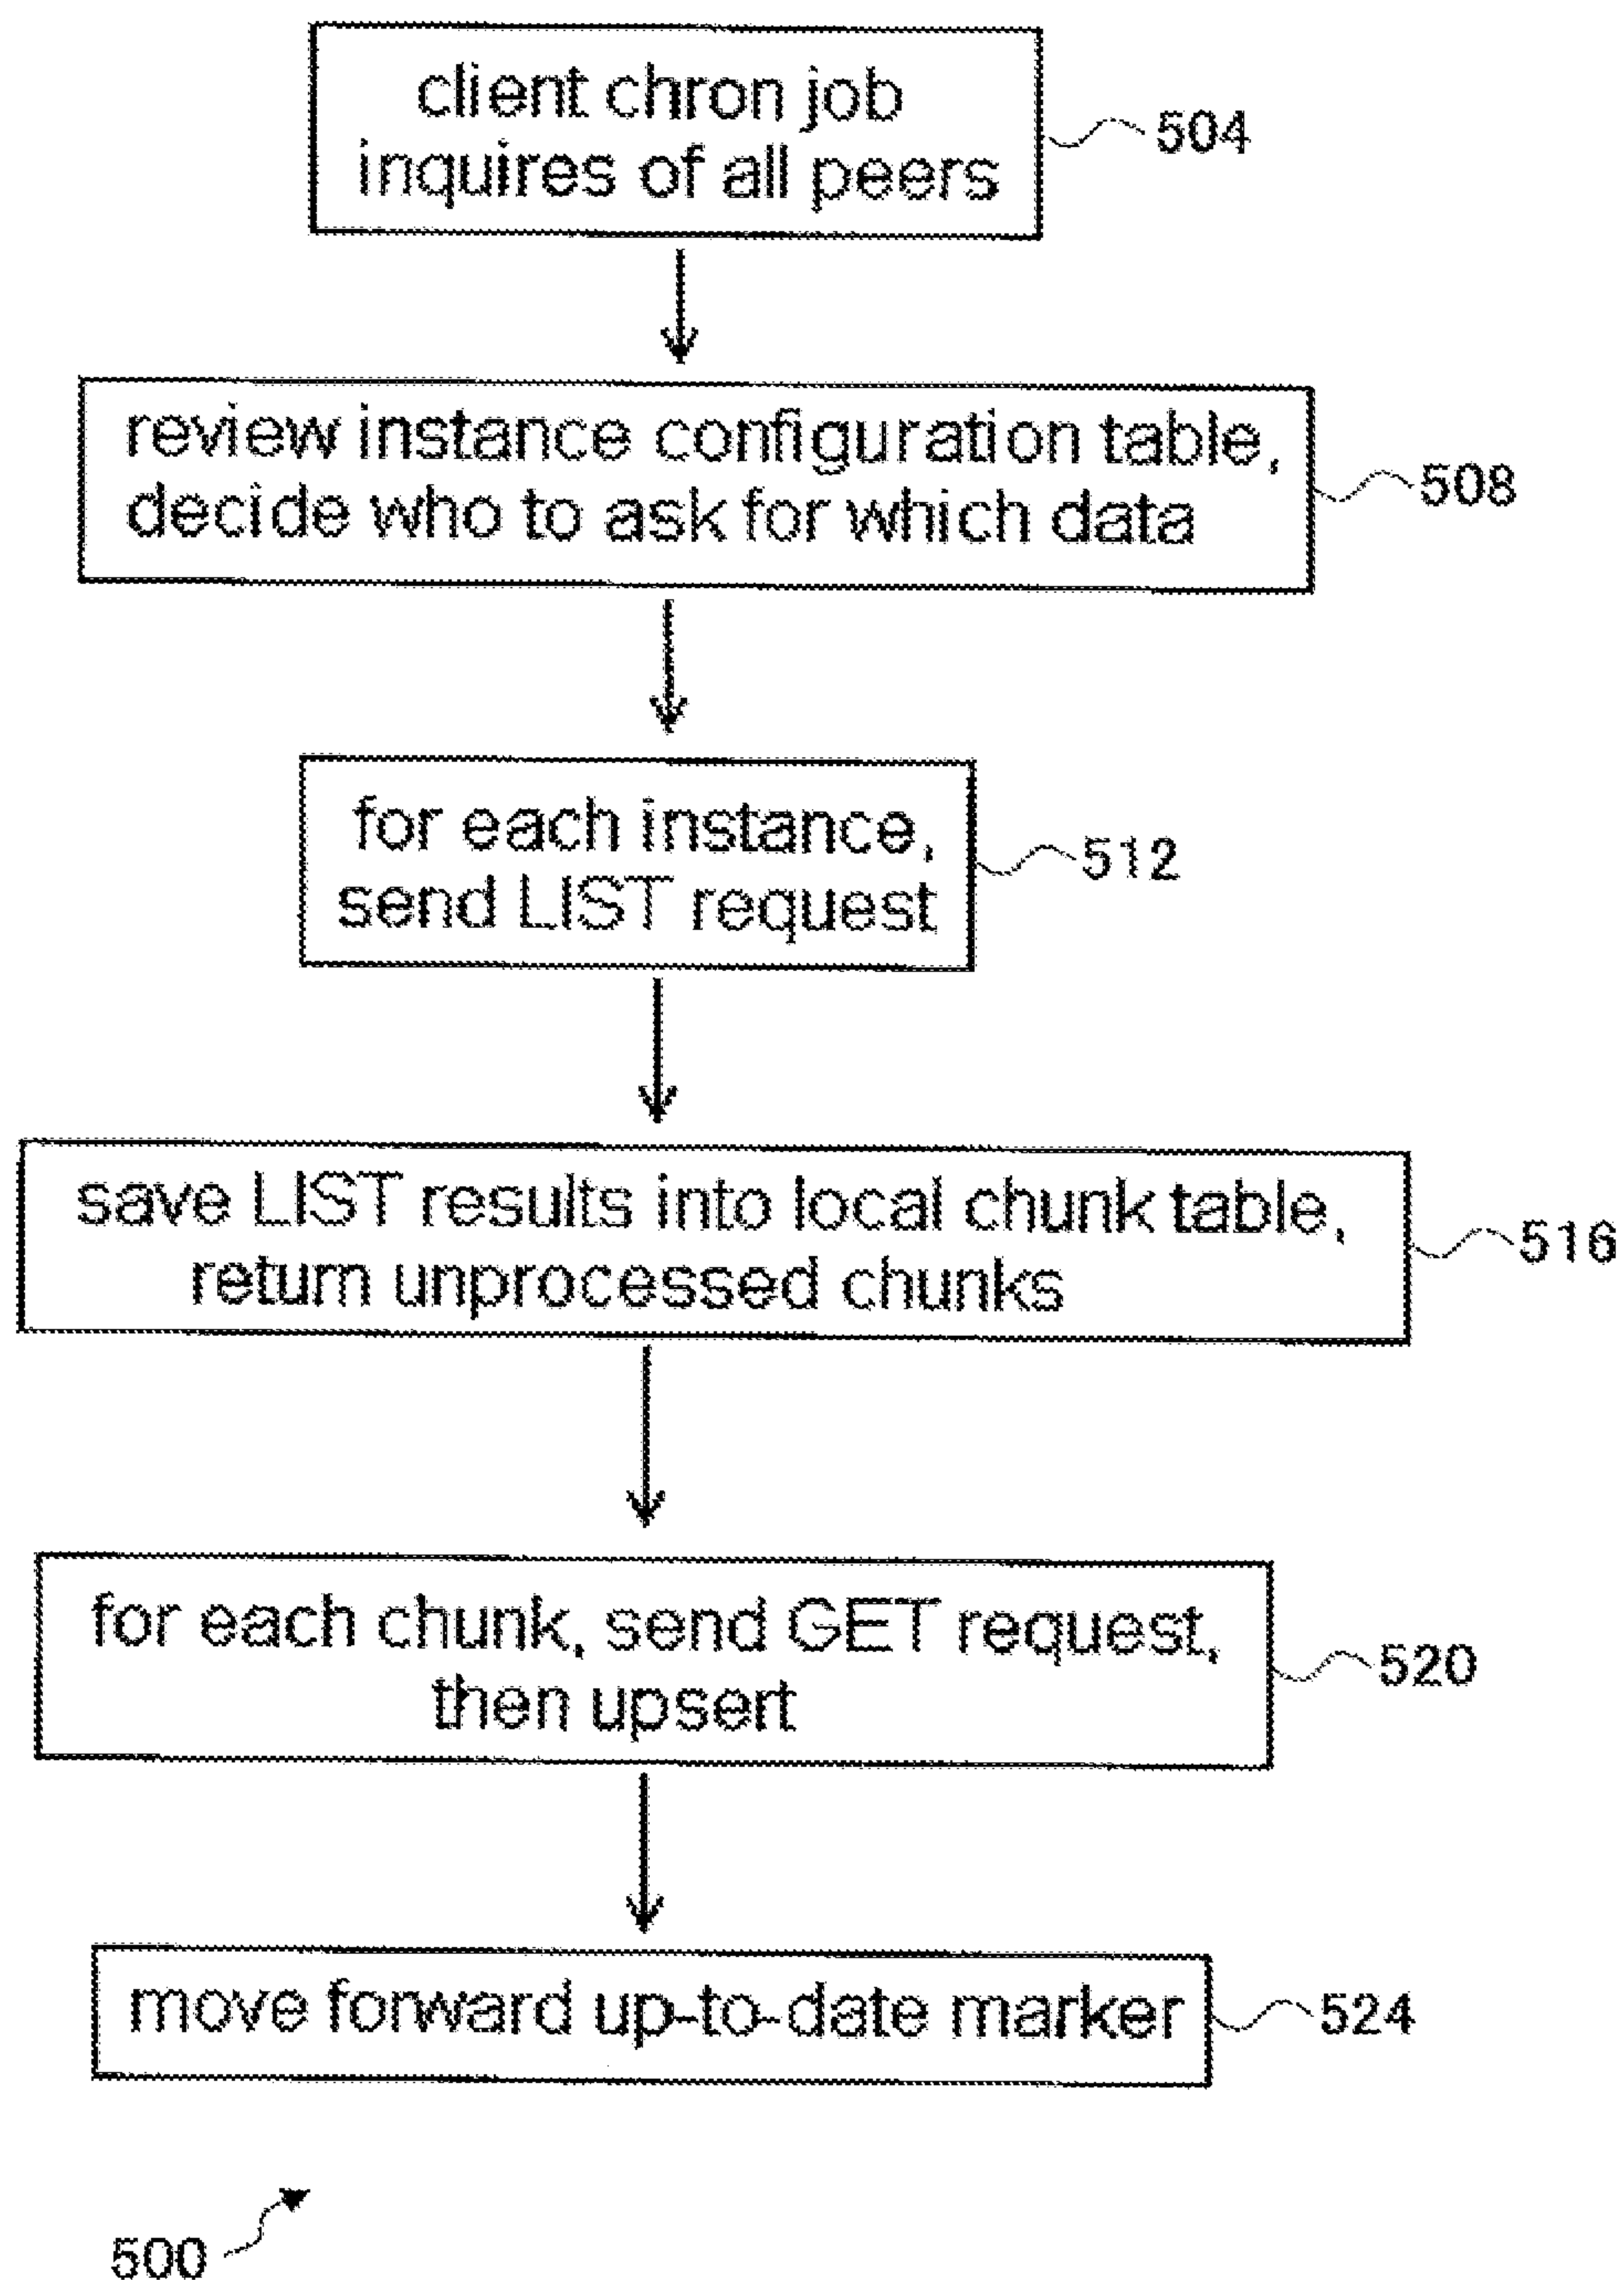 client chron job
inquires of all peers
504
review instance configuration table,
decide who to ask for which data
508
for each instance,
send LIST request
512
save LIST results into local chunk table,
return unprocessed chunks
516
for each chunk, send GET request,
then upsert
520
move forward up-to-date marker
524
500